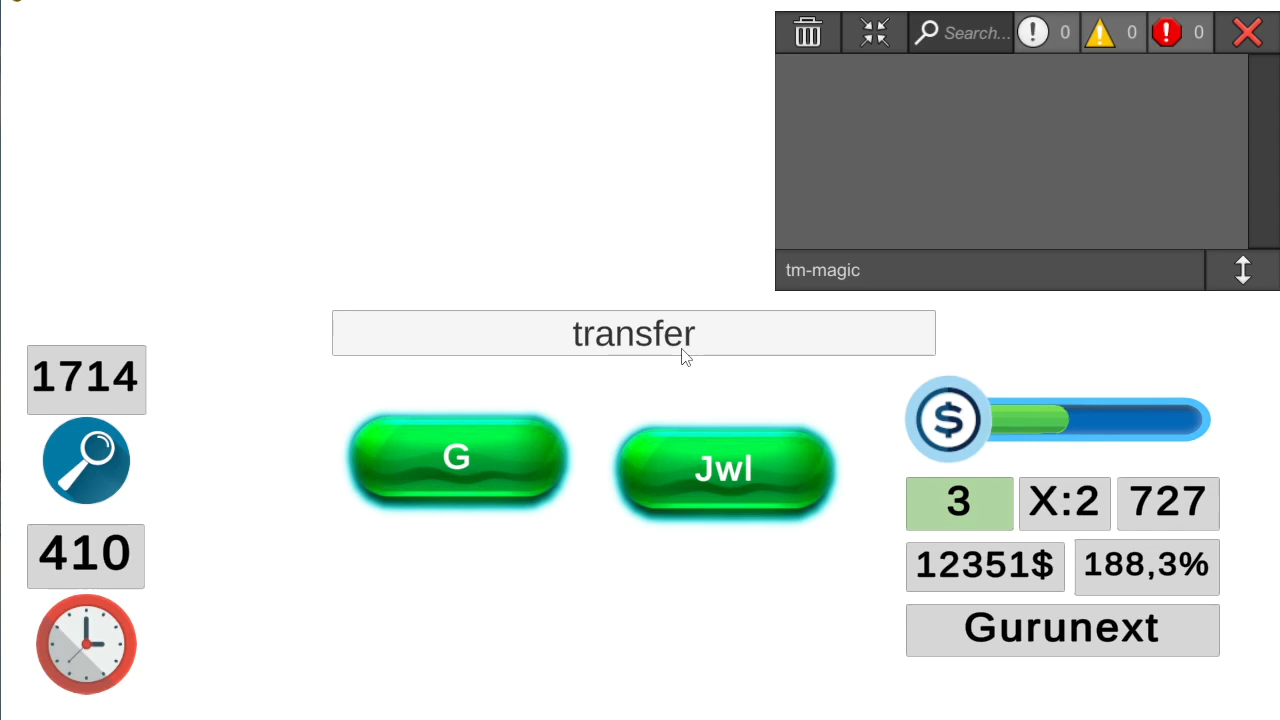 Search... 0 0 0
tm-magic
transfer
1714
G
Jwl
3 X:2 727
410
12351$ 188,3%
Gurunext